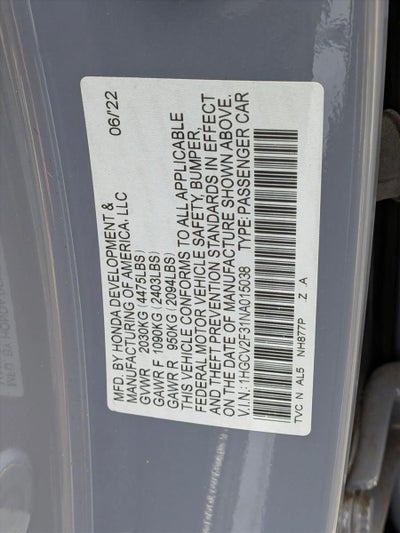 MFD. BY HONDA DEVELOPMENT & 06/22
MANUFACTURING OF AMERICA, LLC
GVWR 2030KG (4475LBS)
GAWR F 1090KG (2403LBS)
GAWR R 950KG (2094LBS)
THIS VEHICLE CONFORMS TO ALL APPLICABLE
FEDERAL MOTOR VEHICLE SAFETY, BUMPER,
AND THEFT PREVENTION STANDARDS IN EFFECT
ON THE DATE OF MANUFACTURE SHOWN ABOVE.
V.I.N.: 1HGCV2F31NA015038 TYPE: PASSENGER CAR
TVC N AL5 NH877P .Z A